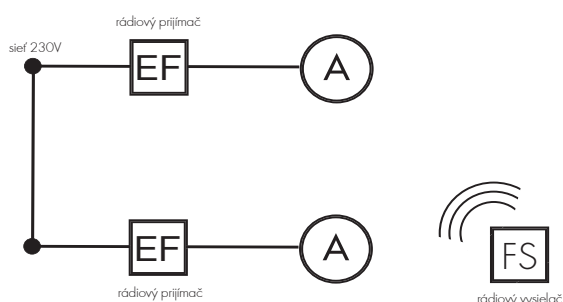 rádiový prijímač
sieť 230V
EF
A
EF
A
rádiový prijímač
FS
rádiový vysielač